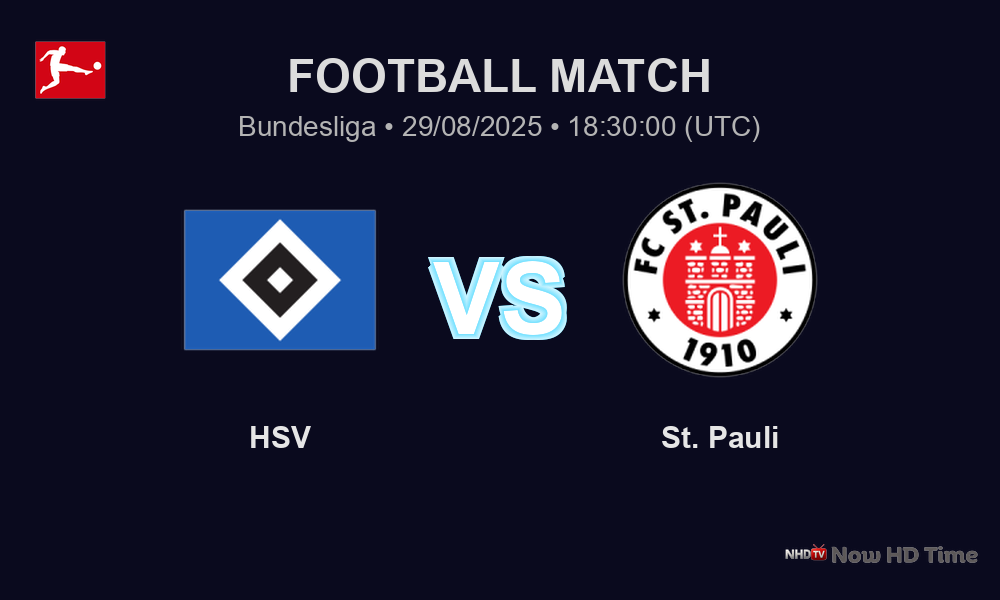 FOOTBALL MATCH
Bundesliga • 29/08/2025 • 18:30:00 (UTC)
VS
FC ST. PAULI
1910
HSV
St. Pauli
NHDTV Now HD Time